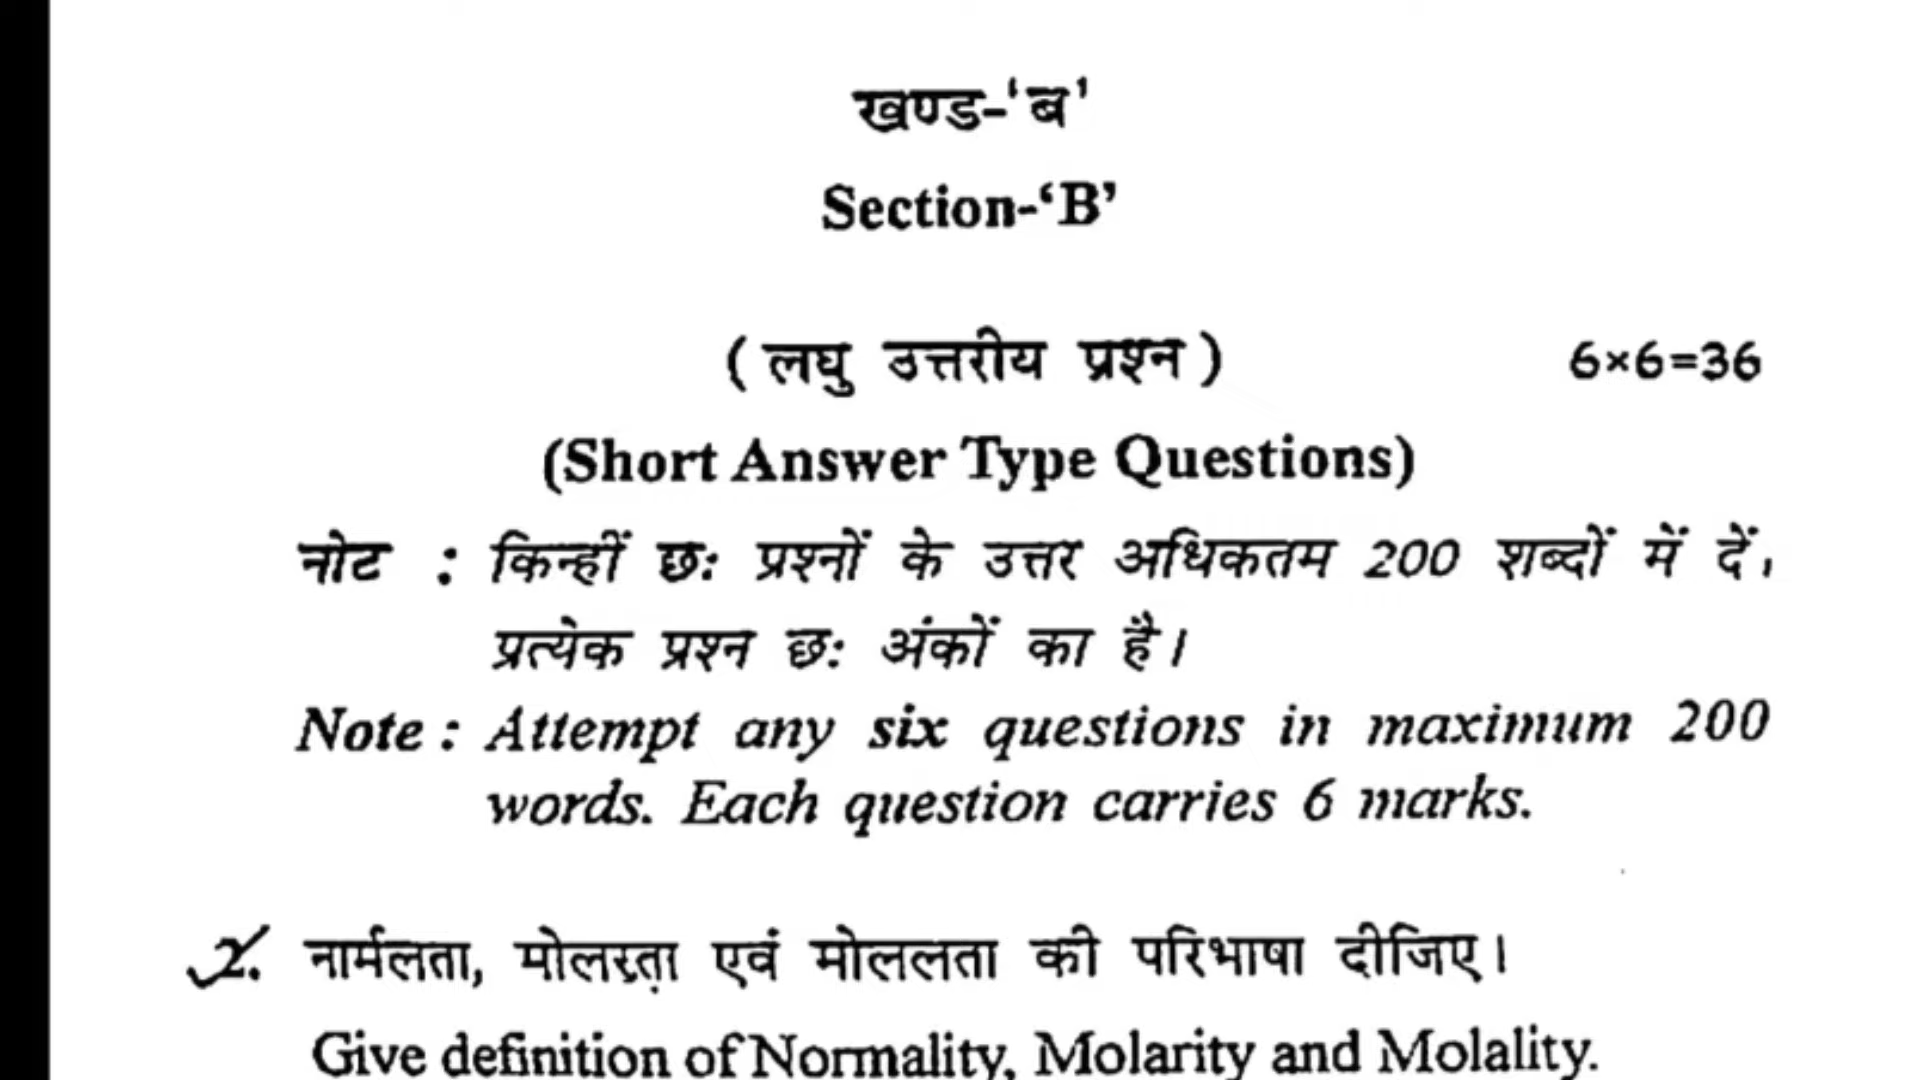 खण्ड-‘ब’
Section-‘B’
( लघु उत्तरीय प्रश्न ) 6×6=36
(Short Answer Type Questions)
नोट : किन्हीं छः प्रश्नों के उत्तर अधिकतम 200 शब्दों में दें।
प्रत्येक प्रश्न छः अंकों का है।
Note : Attempt any six questions in maximum 200
words. Each question carries 6 marks.
2. नार्मलता, मोलरता एवं मोललता की परिभाषा दीजिए।
Give definition of Normality, Molarity and Molality.